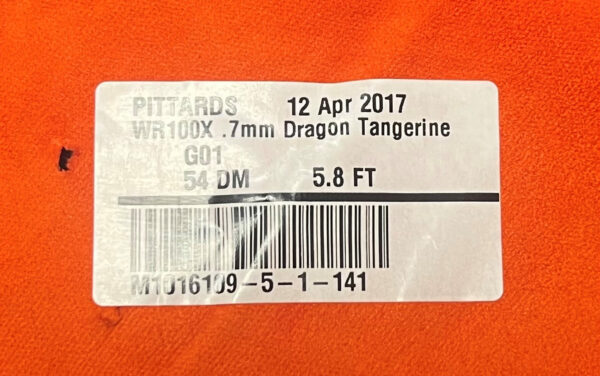 PITTARDS 12 Apr 2017
WR100X .7mm Dragon Tangerine
G01
54 DM 5.8 FT
M1016109-5-1-141